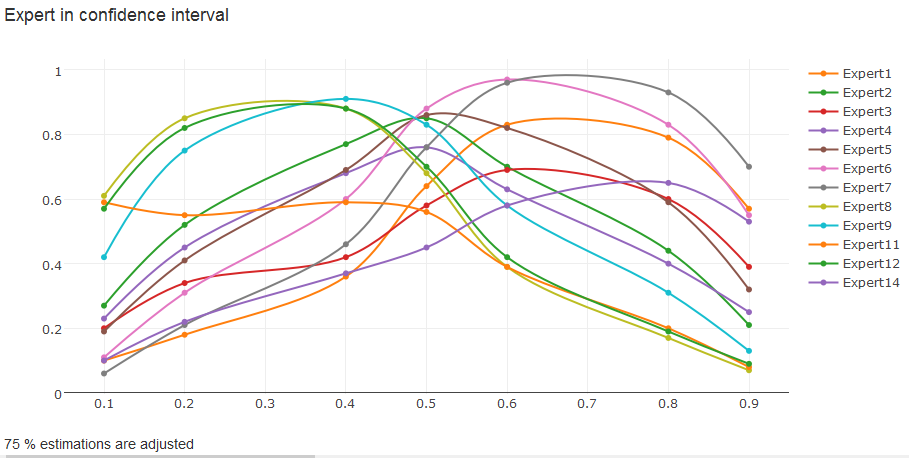 Expert in confidence interval
1
0.8
0.6
0.4
0.2
0
0.1 0.2 0.3 0.4 0.5 0.6 0.7 0.8 0.9
Expert1
Expert2
Expert3
Expert4
Expert5
Expert6
Expert7
Expert8
Expert9
Expert11
Expert12
Expert14
75 % estimations are adjusted